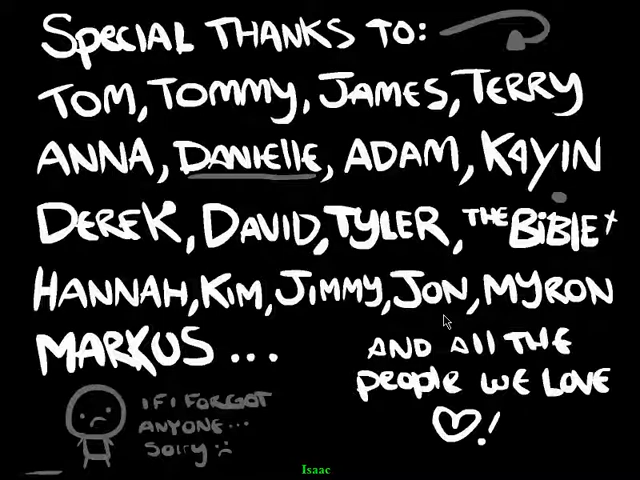 SPECIAL THANKS TO:
TOM, TOMMY, JAMES, TERRY
ANNA, DANIELLE, ADAM, KAYIN
DEREK, DAVID, TYLER, THE BIBLE
HANNAH, KIM, JIMMY, JON, MYRON
MARKUS...
AND All THE
people WE LOVE
♡!
IF I FORGOT
ANYONE...
SOrry :(
Isaac